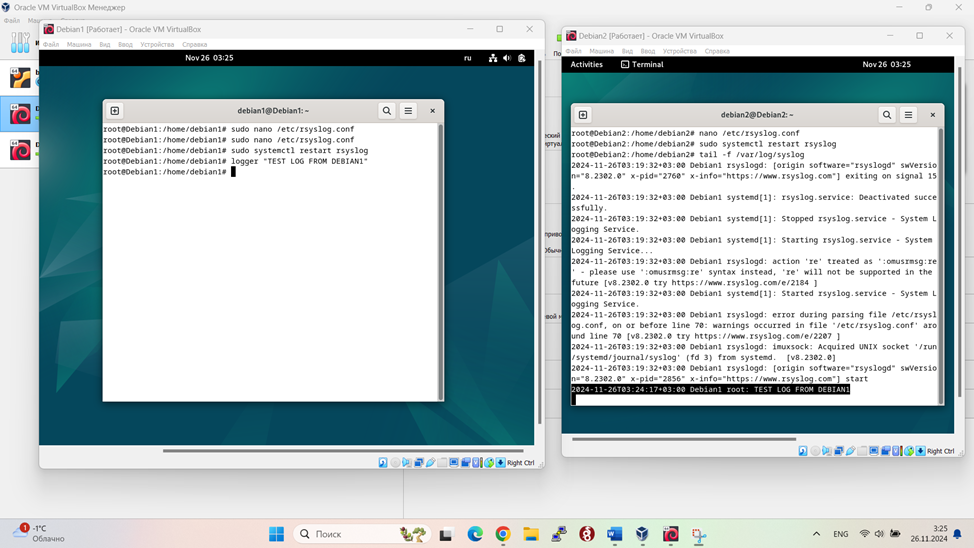 Oracle VM VirtualBox Менеджер
Файл
Debian1 [Работает] - Oracle VM VirtualBox
Файл Машина Вид Ввод Устройства Справка
Nov 26 03:25
ru
debian1@Debian1: ~
root@Debian1:/home/debian1# sudo nano /etc/rsyslog.conf
root@Debian1:/home/debian1# sudo nano /etc/rsyslog.conf
root@Debian1:/home/debian1# sudo systemctl restart rsyslog
root@Debian1:/home/debian1# logger "TEST LOG FROM DEBIAN1"
root@Debian1:/home/debian1#
Right Ctrl
Debian2 [Работает] - Oracle VM VirtualBox
Файл Машина Вид Ввод Устройства Справка
Activities Terminal Nov 26 03:25
debian2@Debian2: ~
root@Debian2:/home/debian2# nano /etc/rsyslog.conf
root@Debian2:/home/debian2# sudo systemctl restart rsyslog
root@Debian2:/home/debian2# tail -f /var/log/syslog
2024-11-26T03:19:32+03:00 Debian1 rsyslogd: [origin software="rsyslogd" swVersio
n="8.2302.0" x-pid="2760" x-info="https://www.rsyslog.com"] exiting on signal 15
.
2024-11-26T03:19:32+03:00 Debian1 systemd[1]: rsyslog.service: Deactivated succe
ssfully.
2024-11-26T03:19:32+03:00 Debian1 systemd[1]: Stopped rsyslog.service - System L
ogging Service.
2024-11-26T03:19:32+03:00 Debian1 systemd[1]: Starting rsyslog.service - System
Logging Service...
2024-11-26T03:19:32+03:00 Debian1 rsyslogd: action 're' treated as ':omusrmsg:re
' - please use ':omusrmsg:re' syntax instead, 're' will not be supported in the
future [v8.2302.0 try https://www.rsyslog.com/e/2184 ]
2024-11-26T03:19:32+03:00 Debian1 systemd[1]: Started rsyslog.service - System L
ogging Service.
2024-11-26T03:19:32+03:00 Debian1 rsyslogd: error during parsing file /etc/rsysl
og.conf, on or before line 70: warnings occurred in file '/etc/rsyslog.conf' aro
und line 70 [v8.2302.0 try https://www.rsyslog.com/e/2207 ]
2024-11-26T03:19:32+03:00 Debian1 rsyslogd: imuxsock: Acquired UNIX socket '/run
/systemd/journal/syslog' (fd 3) from systemd.  [v8.2302.0]
2024-11-26T03:19:32+03:00 Debian1 rsyslogd: [origin software="rsyslogd" swVersio
n="8.2302.0" x-pid="2856" x-info="https://www.rsyslog.com"] start
2024-11-26T03:24:17+03:00 Debian1 root: TEST LOG FROM DEBIAN1
Right Ctrl
1
-1°C
Облачно
Поиск
ENG
3:25
26.11.2024